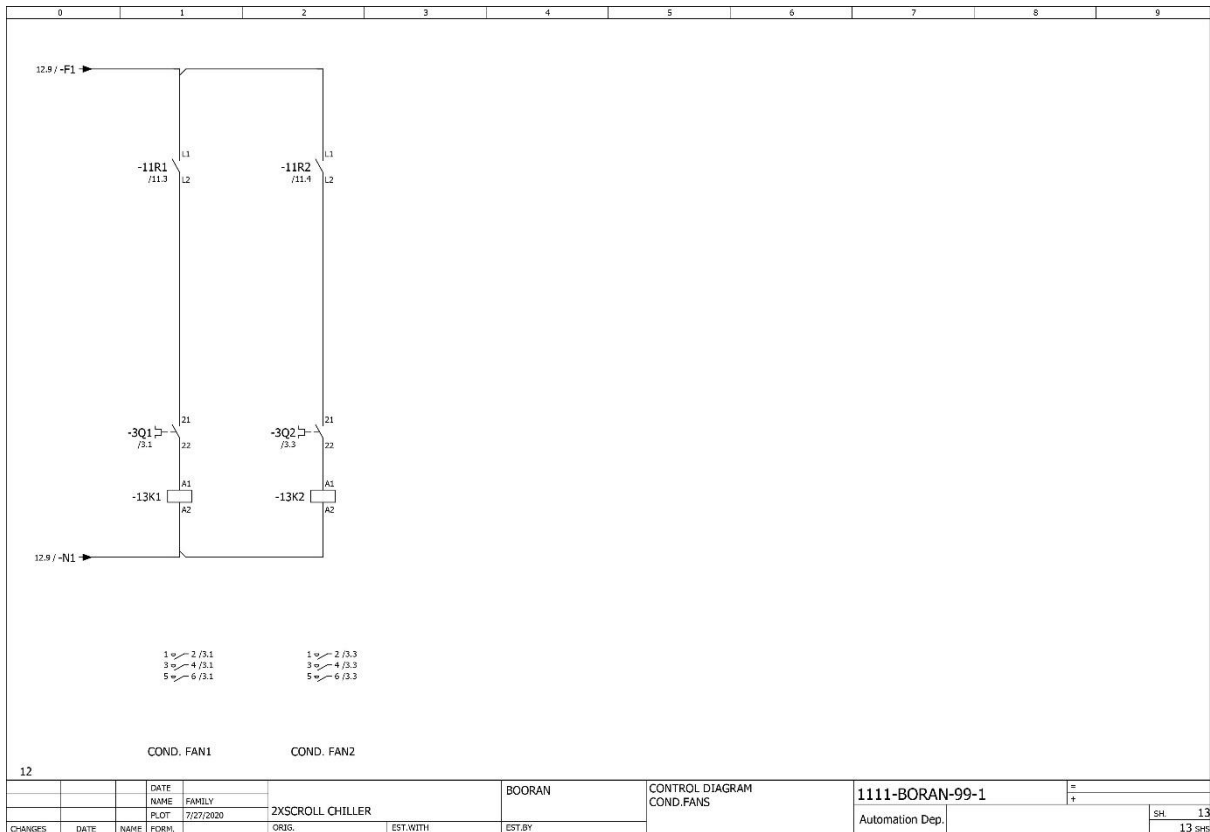 0 1 2 3 4 5 6 7 8 9
12.9 / -F1
L1 L1
-11R1 -11R2
/11.3 L2 /11.4 L2
21 21
-3Q1 -3Q2
/3.1 22 /3.3 22
A1 A1
-13K1 -13K2
A2 A2
12.9 / -N1
1 2 /3.1 1 2 /3.3
3 4 /3.1 3 4 /3.3
5 6 /3.1 5 6 /3.3
COND. FAN1 COND. FAN2
12
DATE
NAME FAMILY
PLOT 7/27/2020
CHANGES DATE NAME FORM.
2XSCROLL CHILLER
ORIG. EST.WITH EST.BY
BOORAN
CONTROL DIAGRAM
COND.FANS
1111-BORAN-99-1
Automation Dep.
=
+
SH. 13
13 SHS